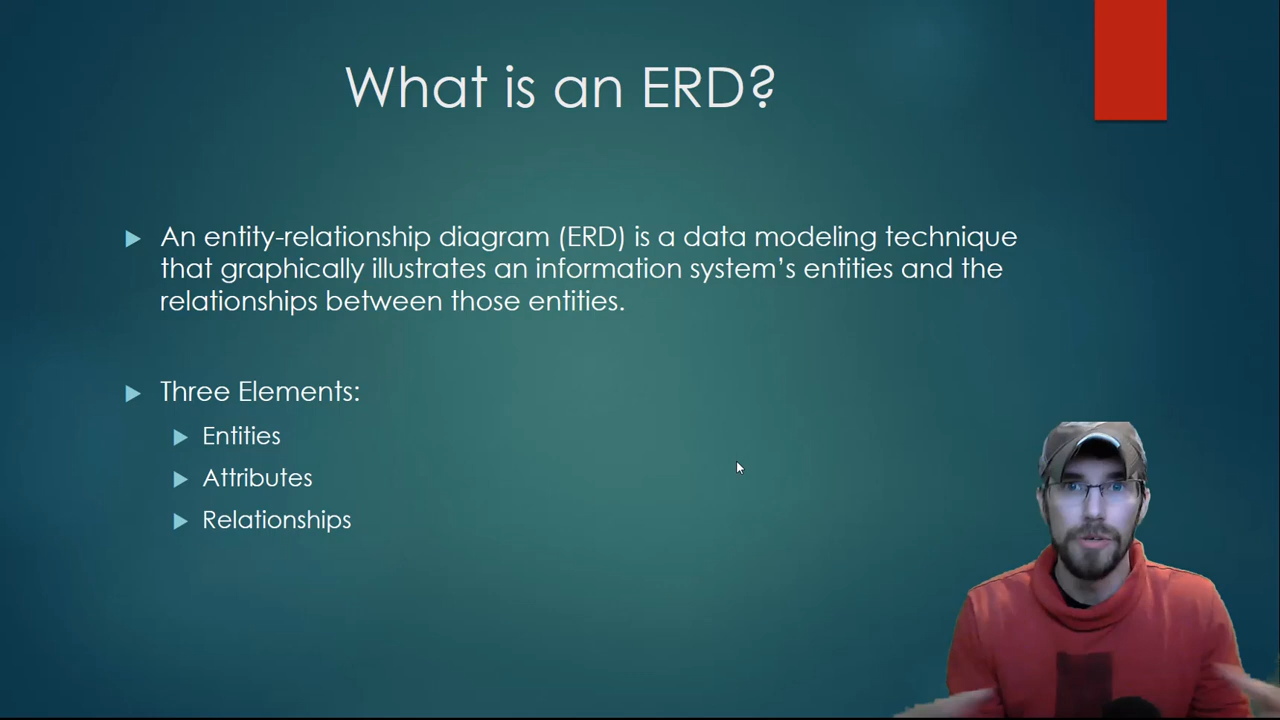 What is an ERD?
An entity-relationship diagram (ERD) is a data modeling technique
that graphically illustrates an information system’s entities and the
relationships between those entities.
Three Elements:
Entities
Attributes
Relationships